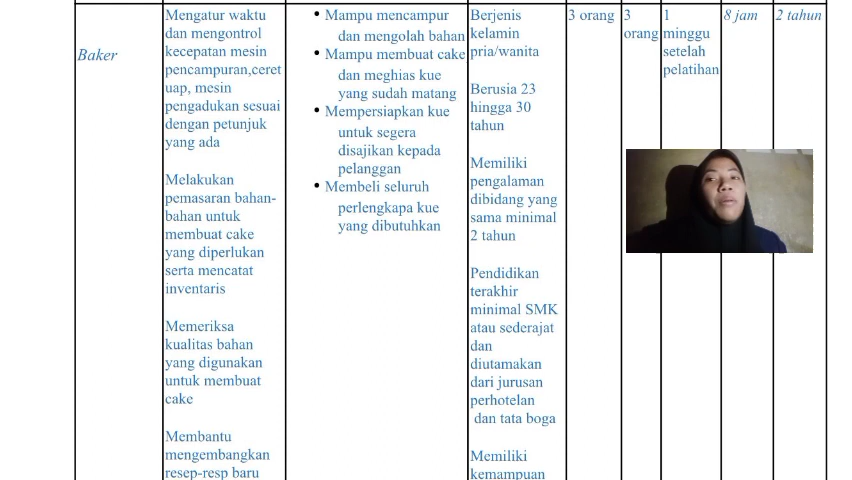 Baker
Mengatur waktu
dan mengontrol
kecepatan mesin
pencampuran,ceret
uap, mesin
pengadukan sesuai
dengan petunjuk
yang ada
Melakukan
pemasaran bahan-
bahan untuk
membuat cake
yang diperlukan
serta mencatat
inventaris
Memeriksa
kualitas bahan
yang digunakan
untuk membuat
cake
Membantu
mengembangkan
resep-resp baru
• Mampu mencampur
dan mengolah bahan
• Mampu membuat cake
dan meghias kue
yang sudah matang
• Mempersiapkan kue
untuk segera
disajikan kepada
pelanggan
• Membeli seluruh
perlengkapa kue
yang dibutuhkan
Berjenis
kelamin
pria/wanita
Berusia 23
hingga 30
tahun
Memiliki
pengalaman
dibidang yang
sama minimal
2 tahun
Pendidikan
terakhir
minimal SMK
atau sederajat
dan
diutamakan
dari jurusan
perhotelan
dan tata boga
Memiliki
kemampuan
3 orang
3
orang
1
minggu
setelah
pelatihan
8 jam
2 tahun